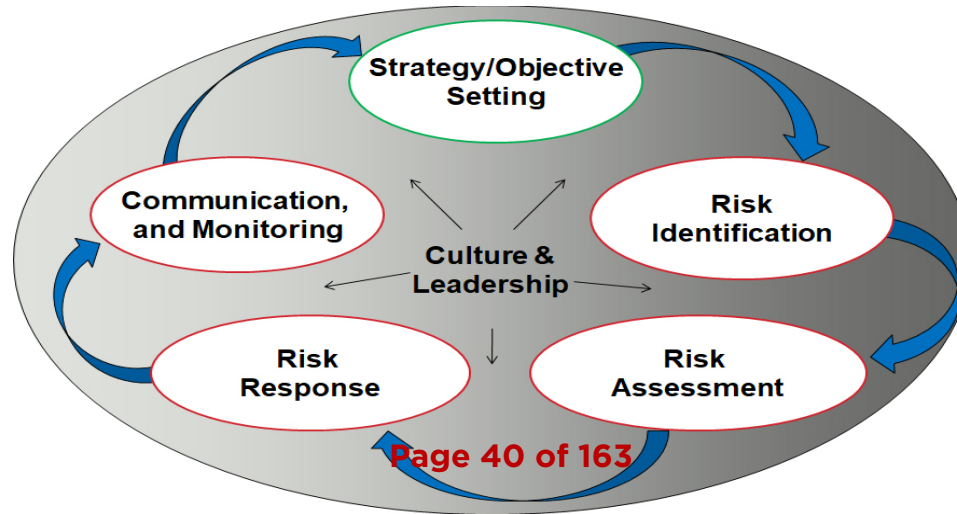 Strategy/Objective
Setting
Risk
Identification
Risk
Assessment
Risk
Response
Communication,
and Monitoring
Culture &
Leadership
Page 40 of 163